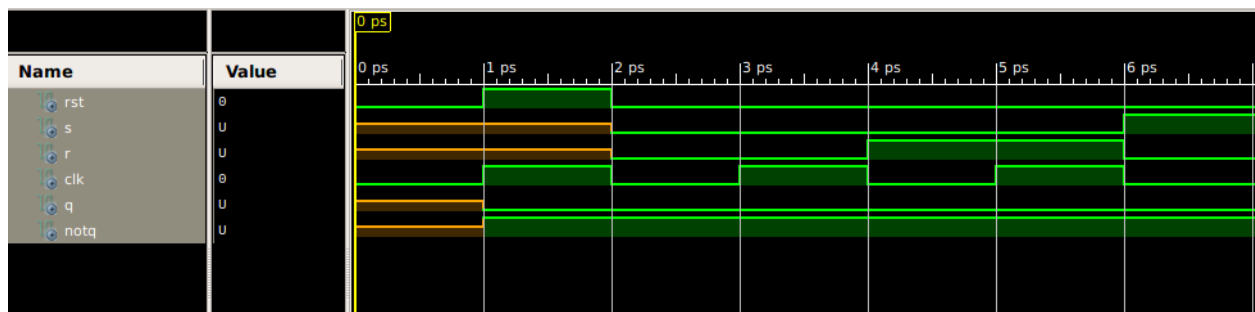 0 ps
Name Value 0 ps 1 ps 2 ps 3 ps 4 ps 5 ps 6 ps
rst 0
s U
r U
clk 0
q U
notq U